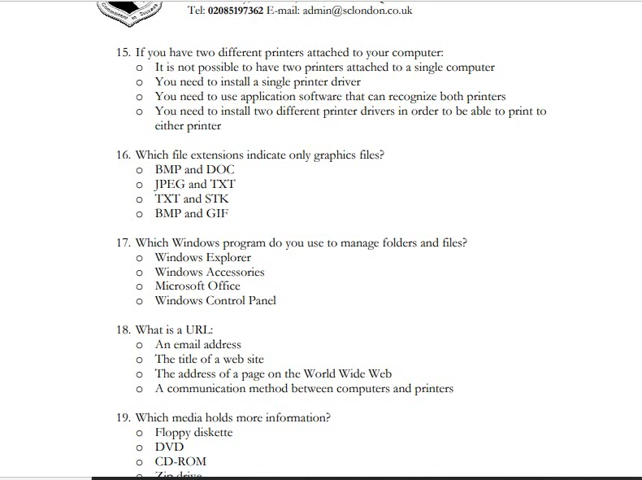 Tel: 02085197362 E-mail: admin@sclondon.co.uk
15. If you have two different printers attached to your computer:
o It is not possible to have two printers attached to a single computer
o You need to install a single printer driver
o You need to use application software that can recognize both printers
o You need to install two different printer drivers in order to be able to print to
either printer
16. Which file extensions indicate only graphics files?
o BMP and DOC
o JPEG and TXT
o TXT and STK
o BMP and GIF
17. Which Windows program do you use to manage folders and files?
o Windows Explorer
o Windows Accessories
o Microsoft Office
o Windows Control Panel
18. What is a URL:
o An email address
o The title of a web site
o The address of a page on the World Wide Web
o A communication method between computers and printers
19. Which media holds more information?
o Floppy diskette
o DVD
o CD-ROM
o Zip drive